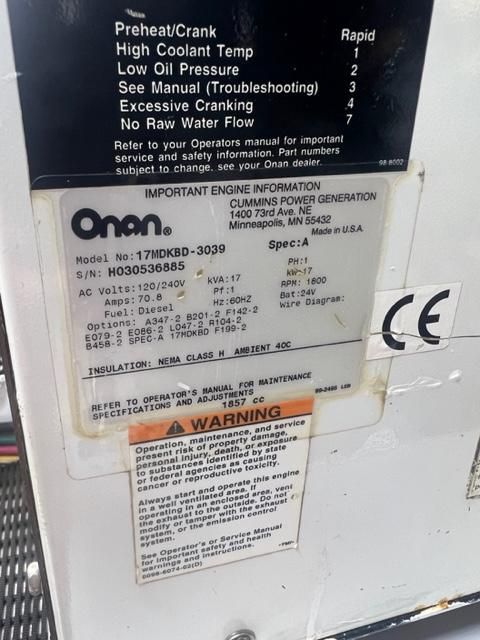 Preheat/Crank Rapid
High Coolant Temp 1
Low Oil Pressure 2
See Manual (Troubleshooting) 3
Excessive Cranking 4
No Raw Water Flow 7
Refer to your Operators manual for important
service and safety information. Part numbers
subject to change. see your Onan dealer.
98-8002
IMPORTANT ENGINE INFORMATION
Onan®
CUMMINS POWER GENERATION
1400 73rd Ave. NE
Minneapolis, MN 55432
Made in U.S.A.
Model No: 17MDKBD-3039 Spec: A
S/N: H030536885 PH:1
AC Volts: 120/240V KVA: 17 kW: 17
Amps: 70.8 Pf: 1 RPM: 1800
Fuel: Diesel Hz: 60HZ Bat: 24V
Options: A347-2 B201-2 F142-2 Wire Diagram:
E079-2 E086-2 L047-2 R104-2
B458-2 SPEC-A 17MDKBD F199-2
INSULATION: NEMA CLASS H AMBIENT 40C
REFER TO OPERATOR'S MANUAL FOR MAINTENANCE
SPECIFICATIONS AND ADJUSTMENTS
1857 cc
CE
WARNING
Operation, maintenance, and service
present risk of property damage,
personal injury, death, or exposure
to substances identified by state
or federal agencies as causing
cancer or reproductive toxicity.
Always start and operate this engine
in a well ventilated area. If
operating in an enclosed area, vent
the exhaust to the outside. Do not
modify or tamper with the exhaust
system, or the emission control
system.
See Operator's or Service Manual
for important safety and health
warnings and instructions.
0098-6074-02(D)